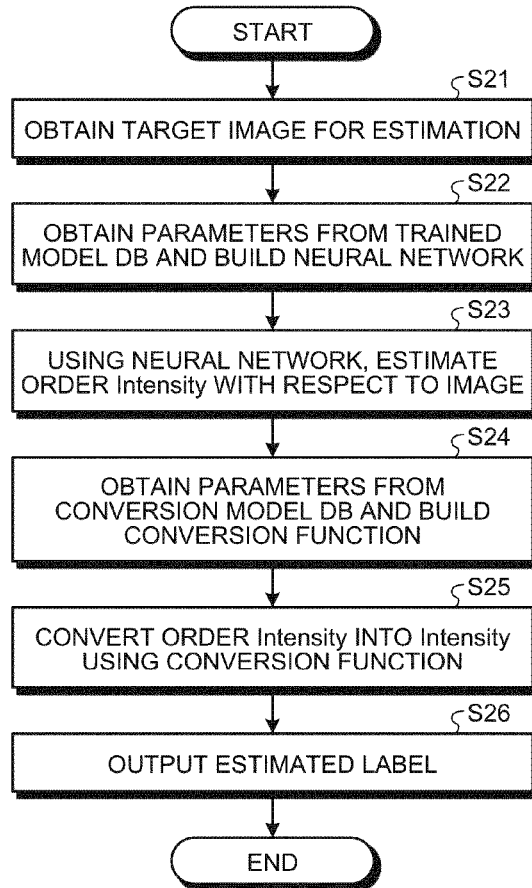 START
S21
OBTAIN TARGET IMAGE FOR ESTIMATION
S22
OBTAIN PARAMETERS FROM TRAINED
MODEL DB AND BUILD NEURAL NETWORK
S23
USING NEURAL NETWORK, ESTIMATE
ORDER Intensity WITH RESPECT TO IMAGE
S24
OBTAIN PARAMETERS FROM
CONVERSION MODEL DB AND BUILD
CONVERSION FUNCTION
S25
CONVERT ORDER Intensity INTO Intensity
USING CONVERSION FUNCTION
S26
OUTPUT ESTIMATED LABEL
END